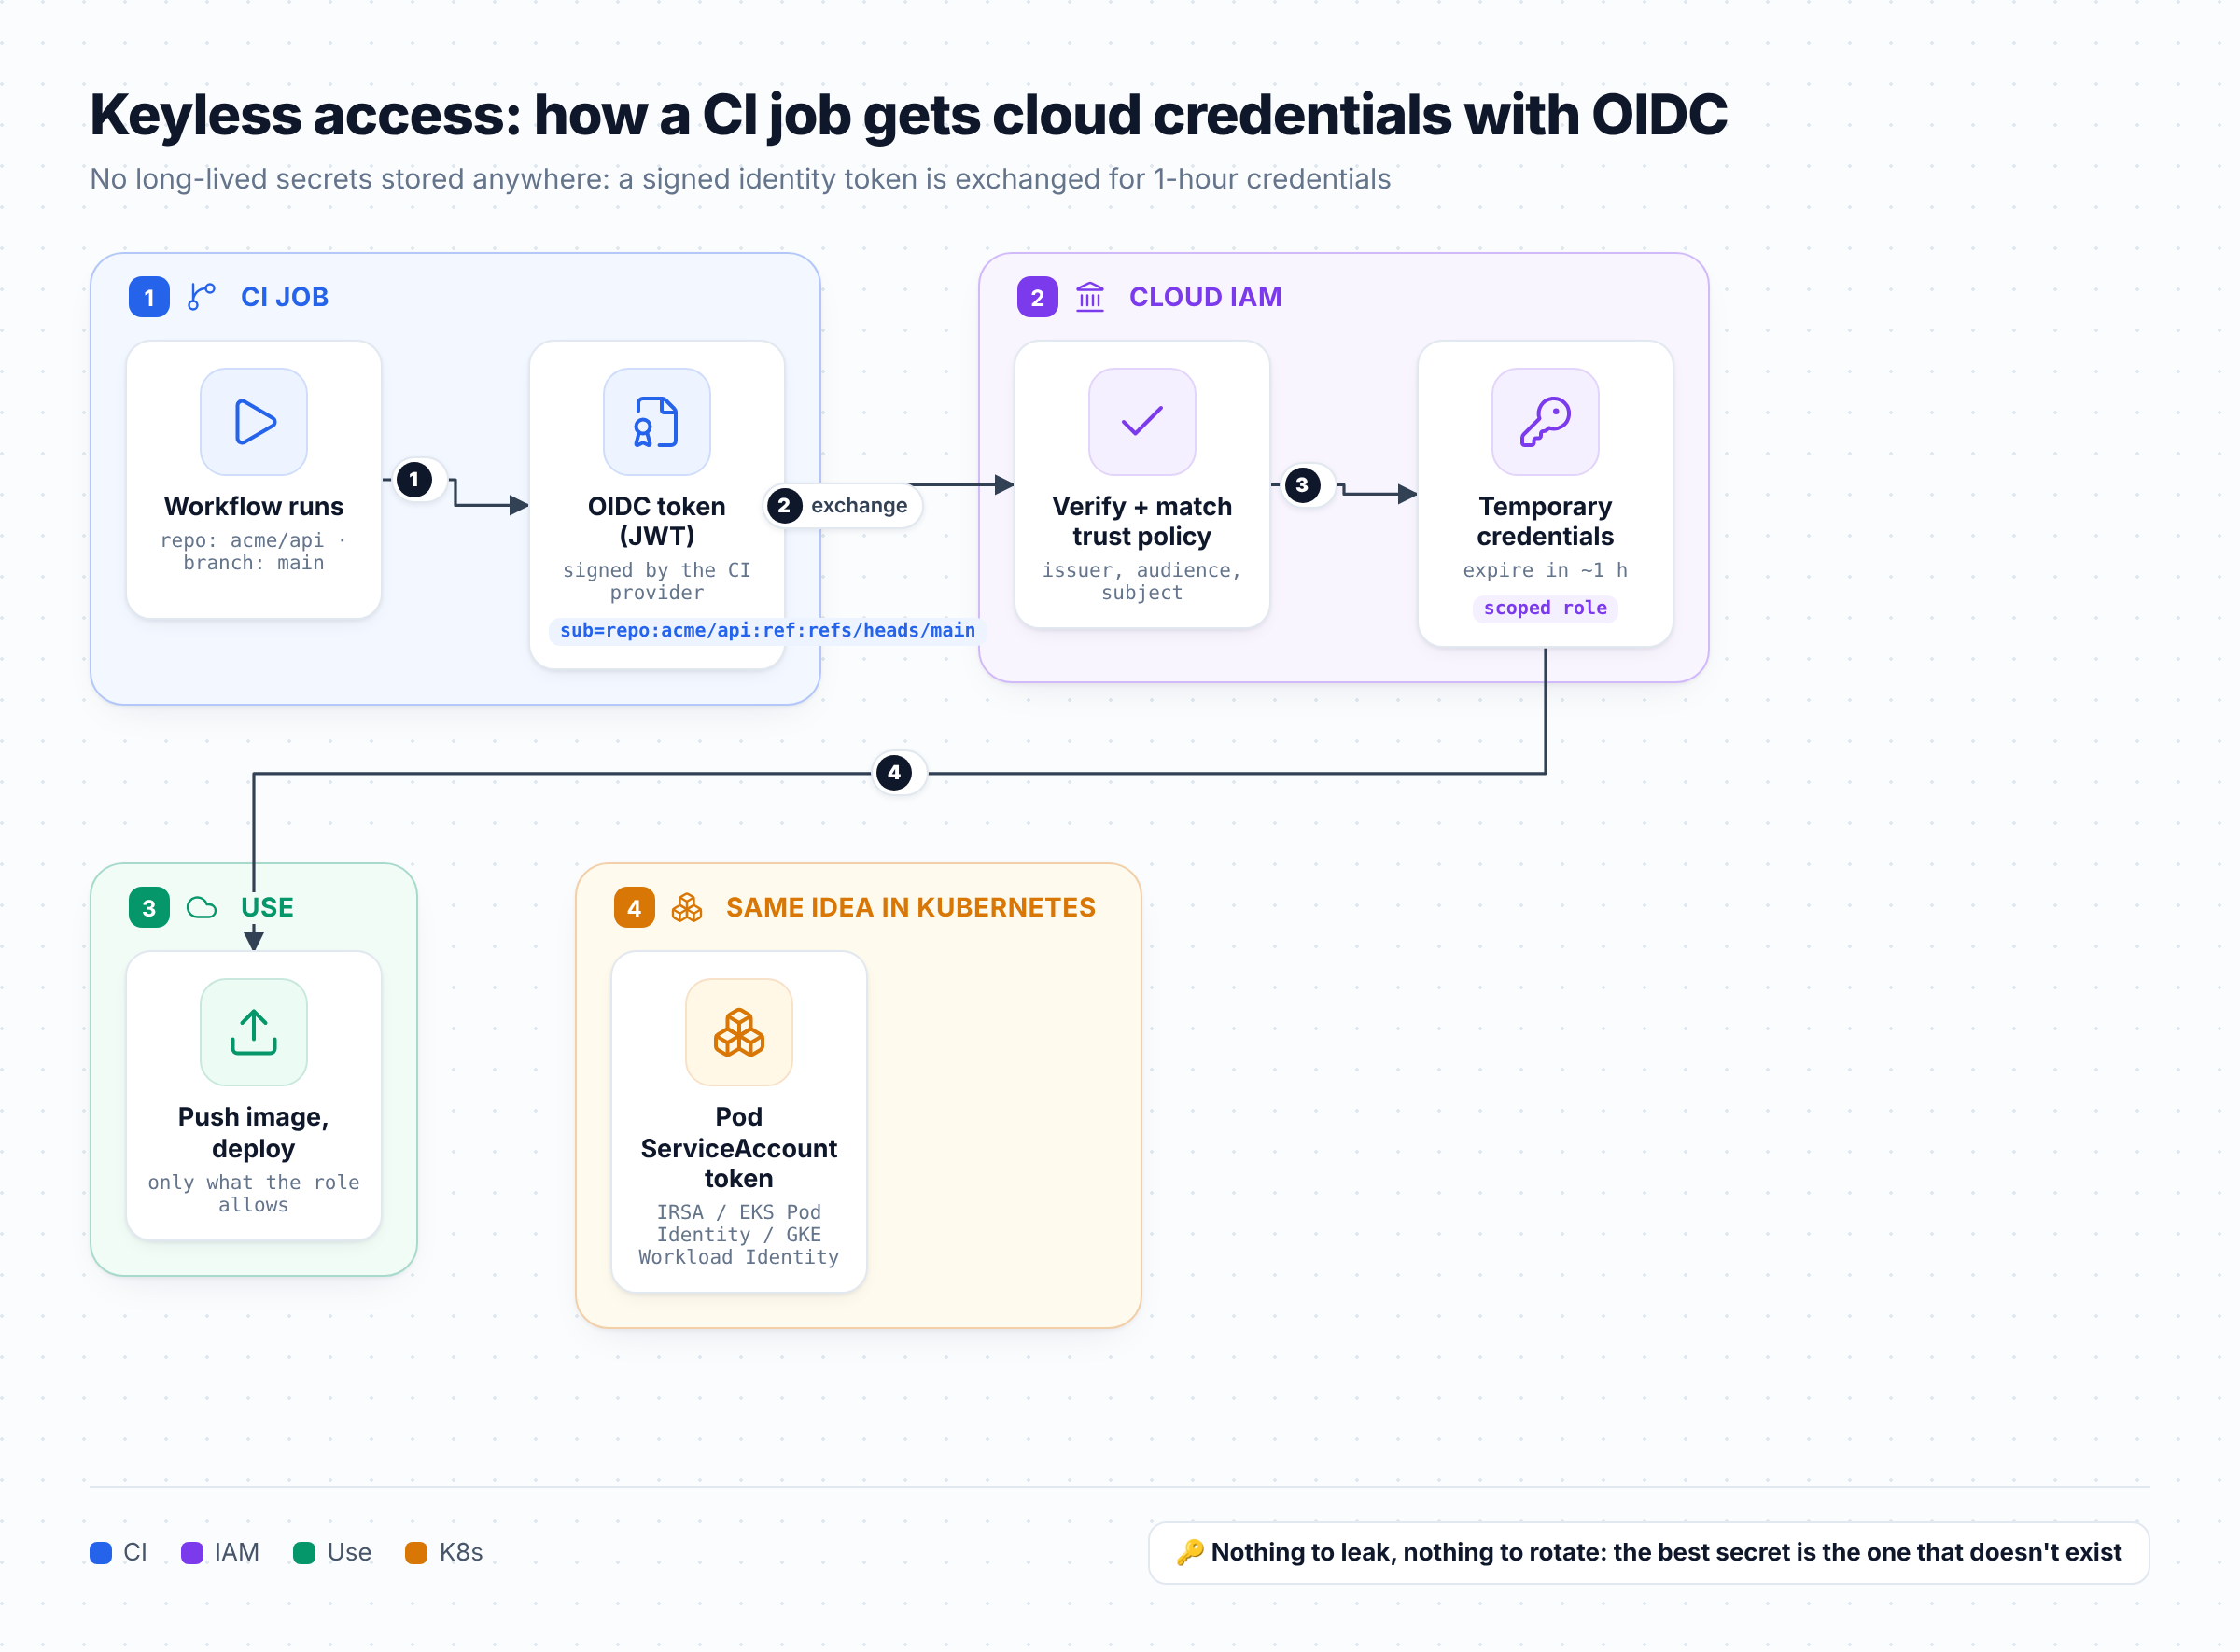 Keyless access: how a CI job gets cloud credentials with OIDC
No long-lived secrets stored anywhere: a signed identity token is exchanged for 1-hour credentials
1 CI JOB
Workflow runs
repo: acme/api ·
branch: main
1
OIDC token
(JWT)
signed by the CI
provider
sub=repo:acme/api:ref:refs/heads/main
2 exchange
2 CLOUD IAM
Verify + match
trust policy
issuer, audience,
subject
3
Temporary
credentials
expire in ~1 h
scoped role
4
3 USE
Push image,
deploy
only what the role
allows
4 SAME IDEA IN KUBERNETES
Pod
ServiceAccount
token
IRSA / EKS Pod
Identity / GKE
Workload Identity
CI IAM Use K8s
🔑 Nothing to leak, nothing to rotate: the best secret is the one that doesn't exist